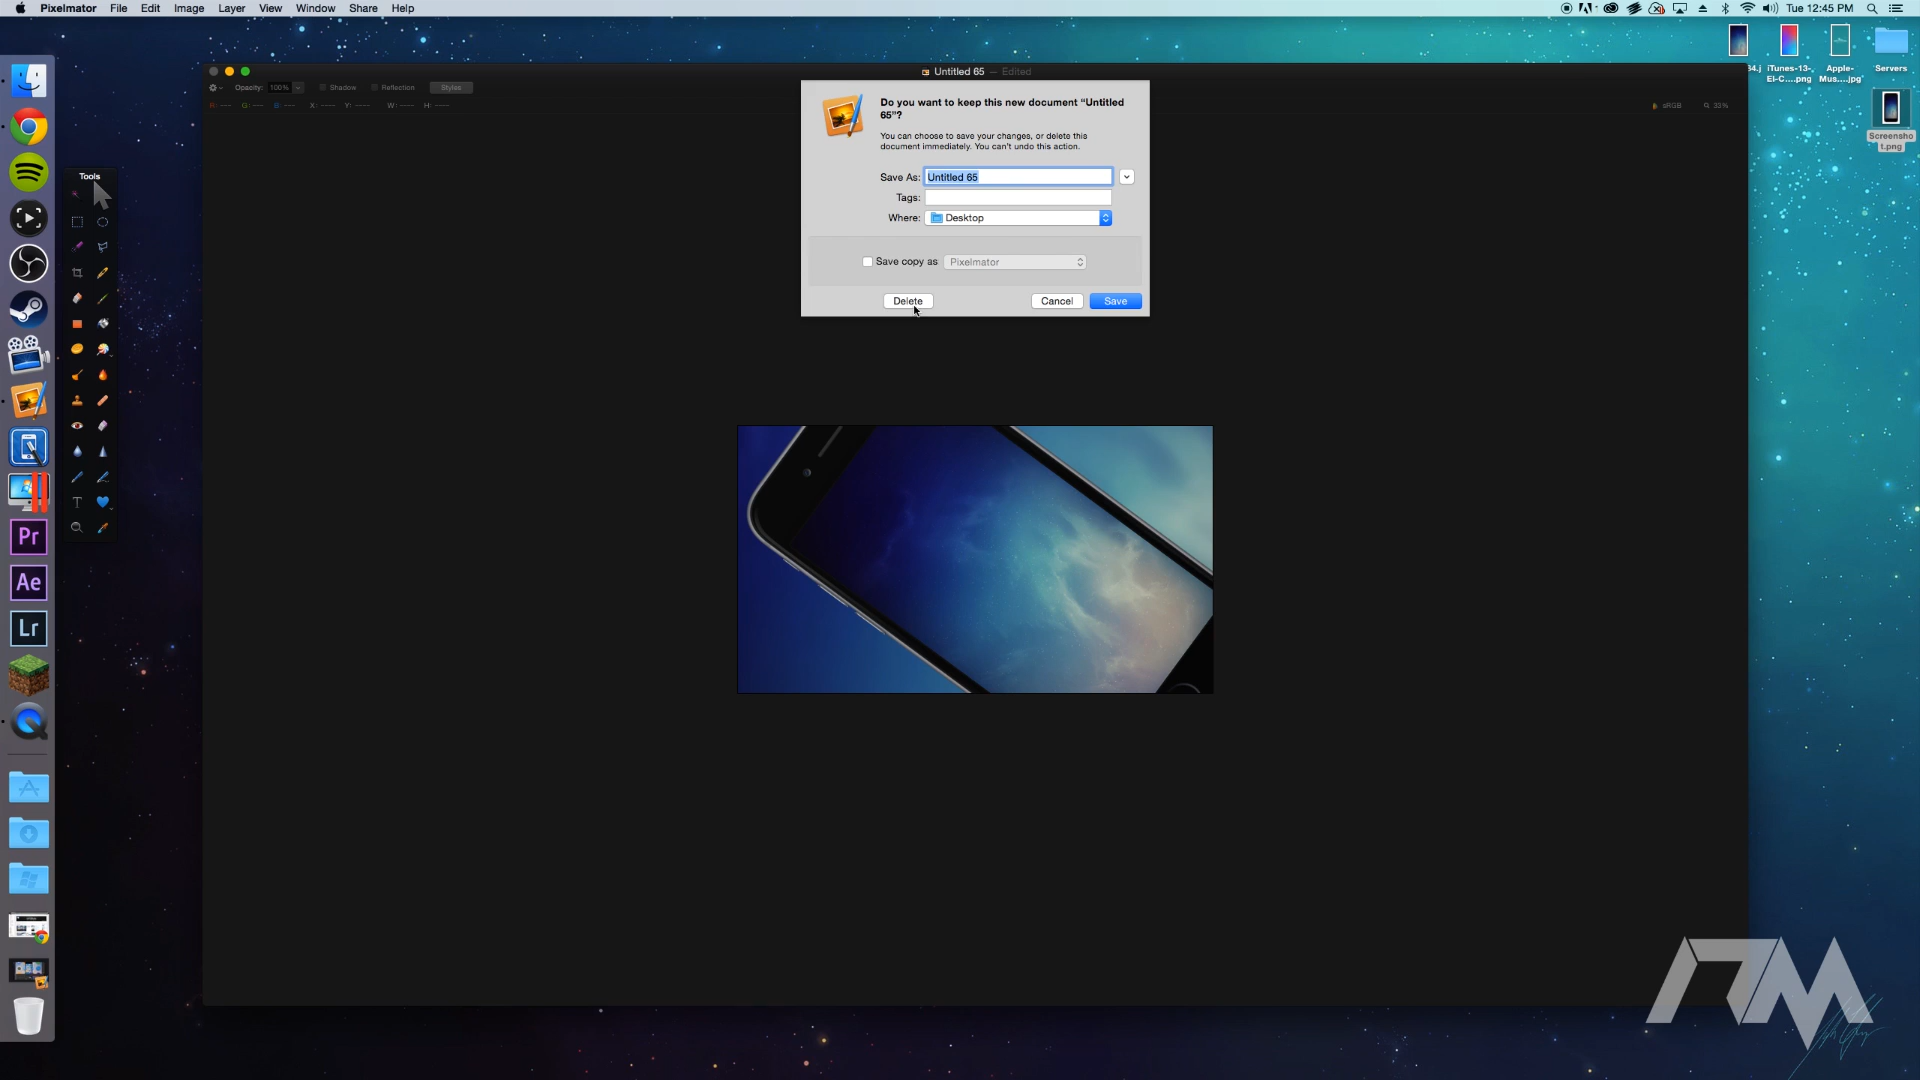 Pixelmator File Edit Image Layer View Window Share Help
Tue 12:45 PM
Untitled 65 — Edited
Opacity: 100% Shadow Reflection Styles
R: --- G: --- B: --- X: ---- Y: ---- W: ---- H: ----
sRGB 33%
Do you want to keep this new document “Untitled
65”?
You can choose to save your changes, or delete this
document immediately. You can't undo this action.
Save As: Untitled 65
Tags:
Where: Desktop
Save copy as Pixelmator
Delete Cancel Save
Tools
T
Pr
Ae
Lr
34.j
iTunes-13-
El-C....png
Apple-
Mus....jpg
Servers
Screensho
t.png